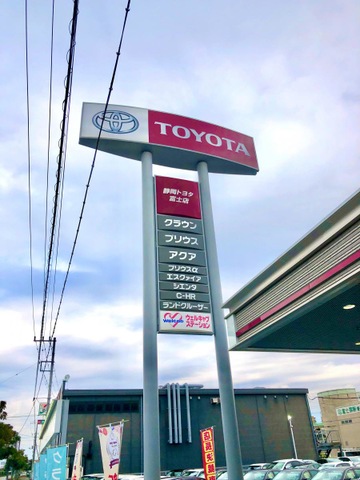 TOYOTA
静岡トヨタ
富士店
クラウン
プリウス
アクア
プリウスα
エスクァイア
シエンタ
C-HR
ランドクルーザー
ウェルキャブ
ステーション